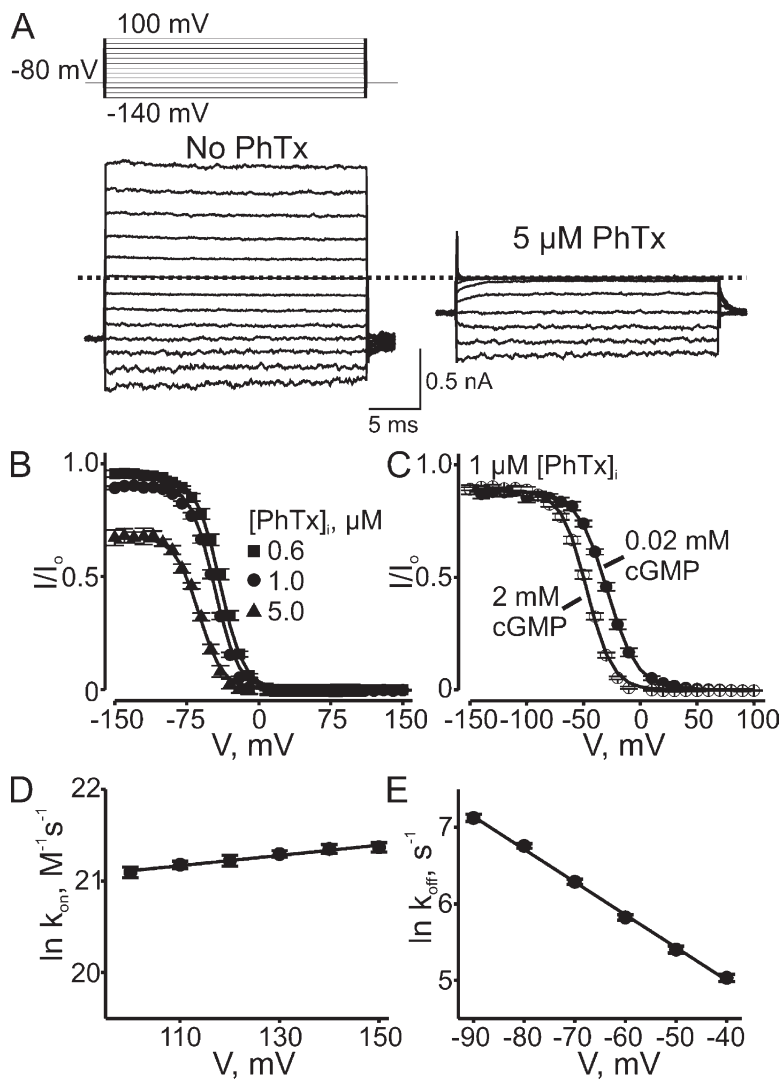 A
100 mV
-80 mV
-140 mV
No PhTx
5 µM PhTx
0.5 nA
5 ms
B
1.0
0.5
0
I/Io
[PhTx]i, µM
0.6
1.0
5.0
-150 -75 0 75 150
V, mV
C
1.0
0.5
0
I/Io
1 µM [PhTx]i
0.02 mM
cGMP
2 mM
cGMP
-150 -100 -50 0 50 100
V, mV
D
22
21
20
ln kon, M-1s-1
110 130 150
V, mV
E
7
6
5
ln koff, s-1
-90 -80 -70 -60 -50 -40
V, mV